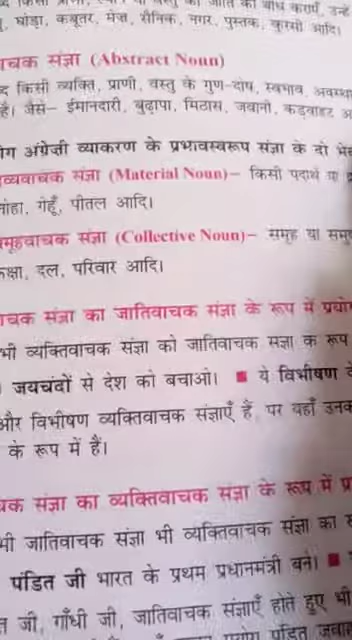 घोड़ा, कबूतर, मेज़, सैनिक, नगर, पुस्तक, कुरसी आदि।
वाचक संज्ञा (Abstract Noun)
किसी व्यक्ति, प्राणी, वस्तु के गुण-दोष, स्वभाव, अवस्था
है। जैसे– ईमानदारी, बुढ़ापा, मिठास, जवानी, कड़वाहट
अंग्रेज़ी व्याकरण के प्रभावस्वरूप संज्ञा के दो
व्यवाचक संज्ञा (Material Noun)– किसी पदार्थ या
गेहूँ, पीतल आदि।
मूहवाचक संज्ञा (Collective Noun)– समूह या
दल, परिवार आदि।
वाचक संज्ञा का जातिवाचक संज्ञा के रूप में
भी व्यक्तिवाचक संज्ञा को जातिवाचक संज्ञा के रूप
जयचंदों से देश को बचाओ। ■ ये विभीषण
और विभीषण व्यक्तिवाचक संज्ञाएँ हैं, पर यहाँ
के रूप में हैं।
संज्ञा का व्यक्तिवाचक संज्ञा के रूप में
जातिवाचक संज्ञा भी व्यक्तिवाचक संज्ञा का
पंडित जी भारत के प्रथम प्रधानमंत्री बने। ■
जी, गाँधी जी, जातिवाचक संज्ञाएँ होते हुए भी
पंडित